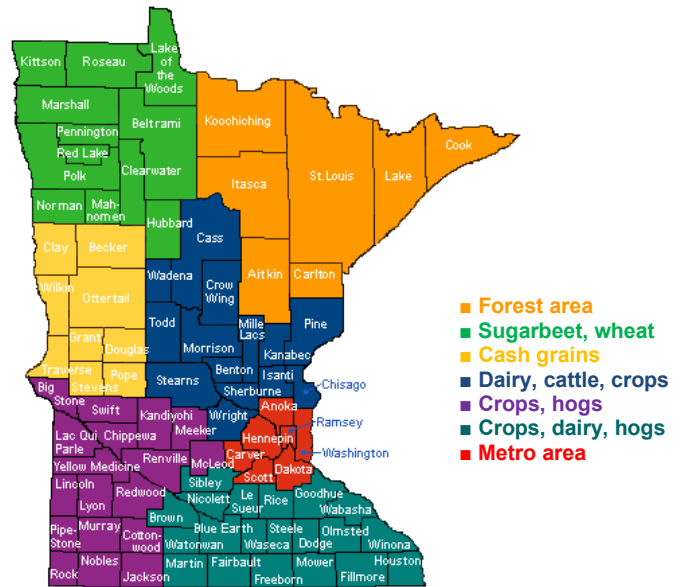 Kittson
Roseau
Lake
of
the
Woods
Marshall
Beltrami
Koochiching
Cook
Pennington
Red Lake
Clearwater
St.Louis
Lake
Polk
Itasca
Norman
Mah-
nomen
Hubbard
Cass
Clay
Becker
Aitkin
Carlton
Wadena
Crow
Wing
Wilkin
Ottertail
Todd
Mille
Lacs
Pine
Grant
Douglas
Morrison
Kanabec
Traverse
Stevens
Pope
Stearns
Benton
Isanti
Sherburne
Chisago
Big
Stone
Swift
Kandiyohi
Meeker
Wright
Anoka
Ramsey
Hennepin
Washington
Lac Qui
Parle
Chippewa
Renville
McLeod
Carver
Scott
Dakota
Yellow Medicine
Sibley
Lincoln
Lyon
Redwood
Nicolett
Le
Sueur
Rice
Goodhue
Wabasha
Brown
Blue Earth
Steele
Olmsted
Pipe-
Stone
Murray
Cotton-
wood
Watonwan
Waseca
Dodge
Winona
Rock
Nobles
Jackson
Martin
Fairbault
Freeborn
Mower
Fillmore
Houston
Forest area
Sugarbeet, wheat
Cash grains
Dairy, cattle, crops
Crops, hogs
Crops, dairy, hogs
Metro area